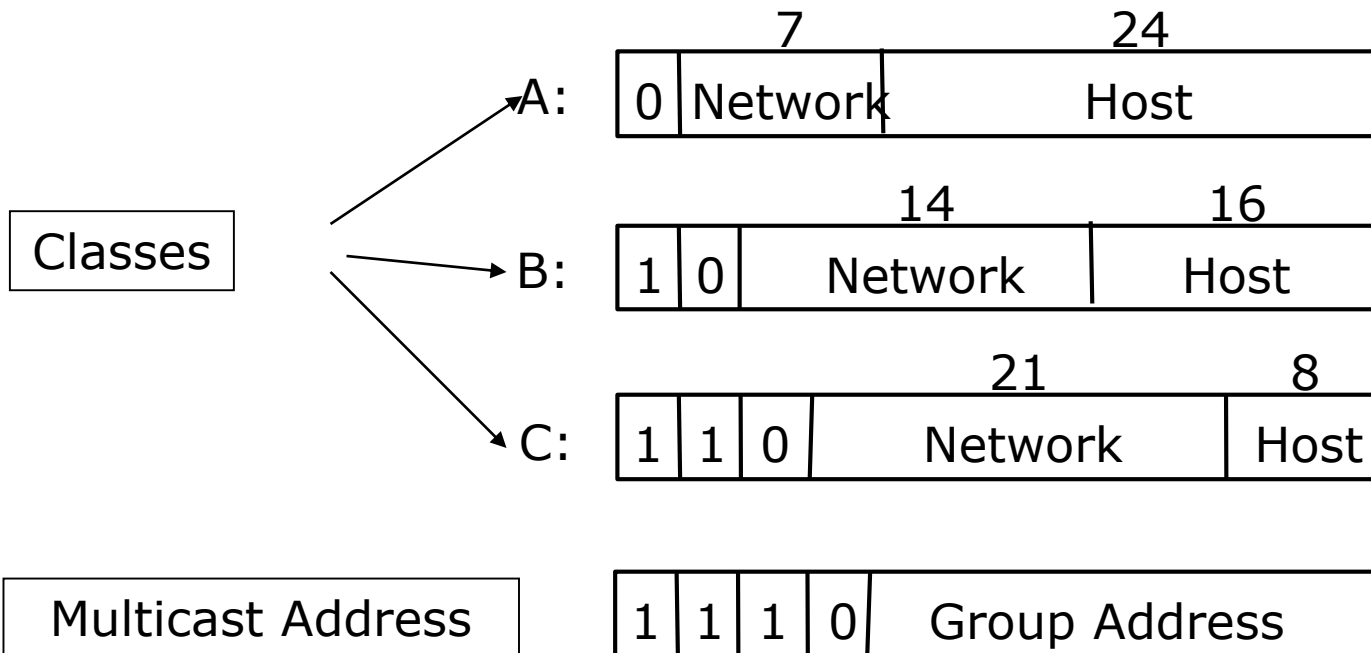 7 24
A: 0 Network Host
14 16
Classes B: 1 0 Network Host
21 8
C: 1 1 0 Network Host
Multicast Address 1 1 1 0 Group Address